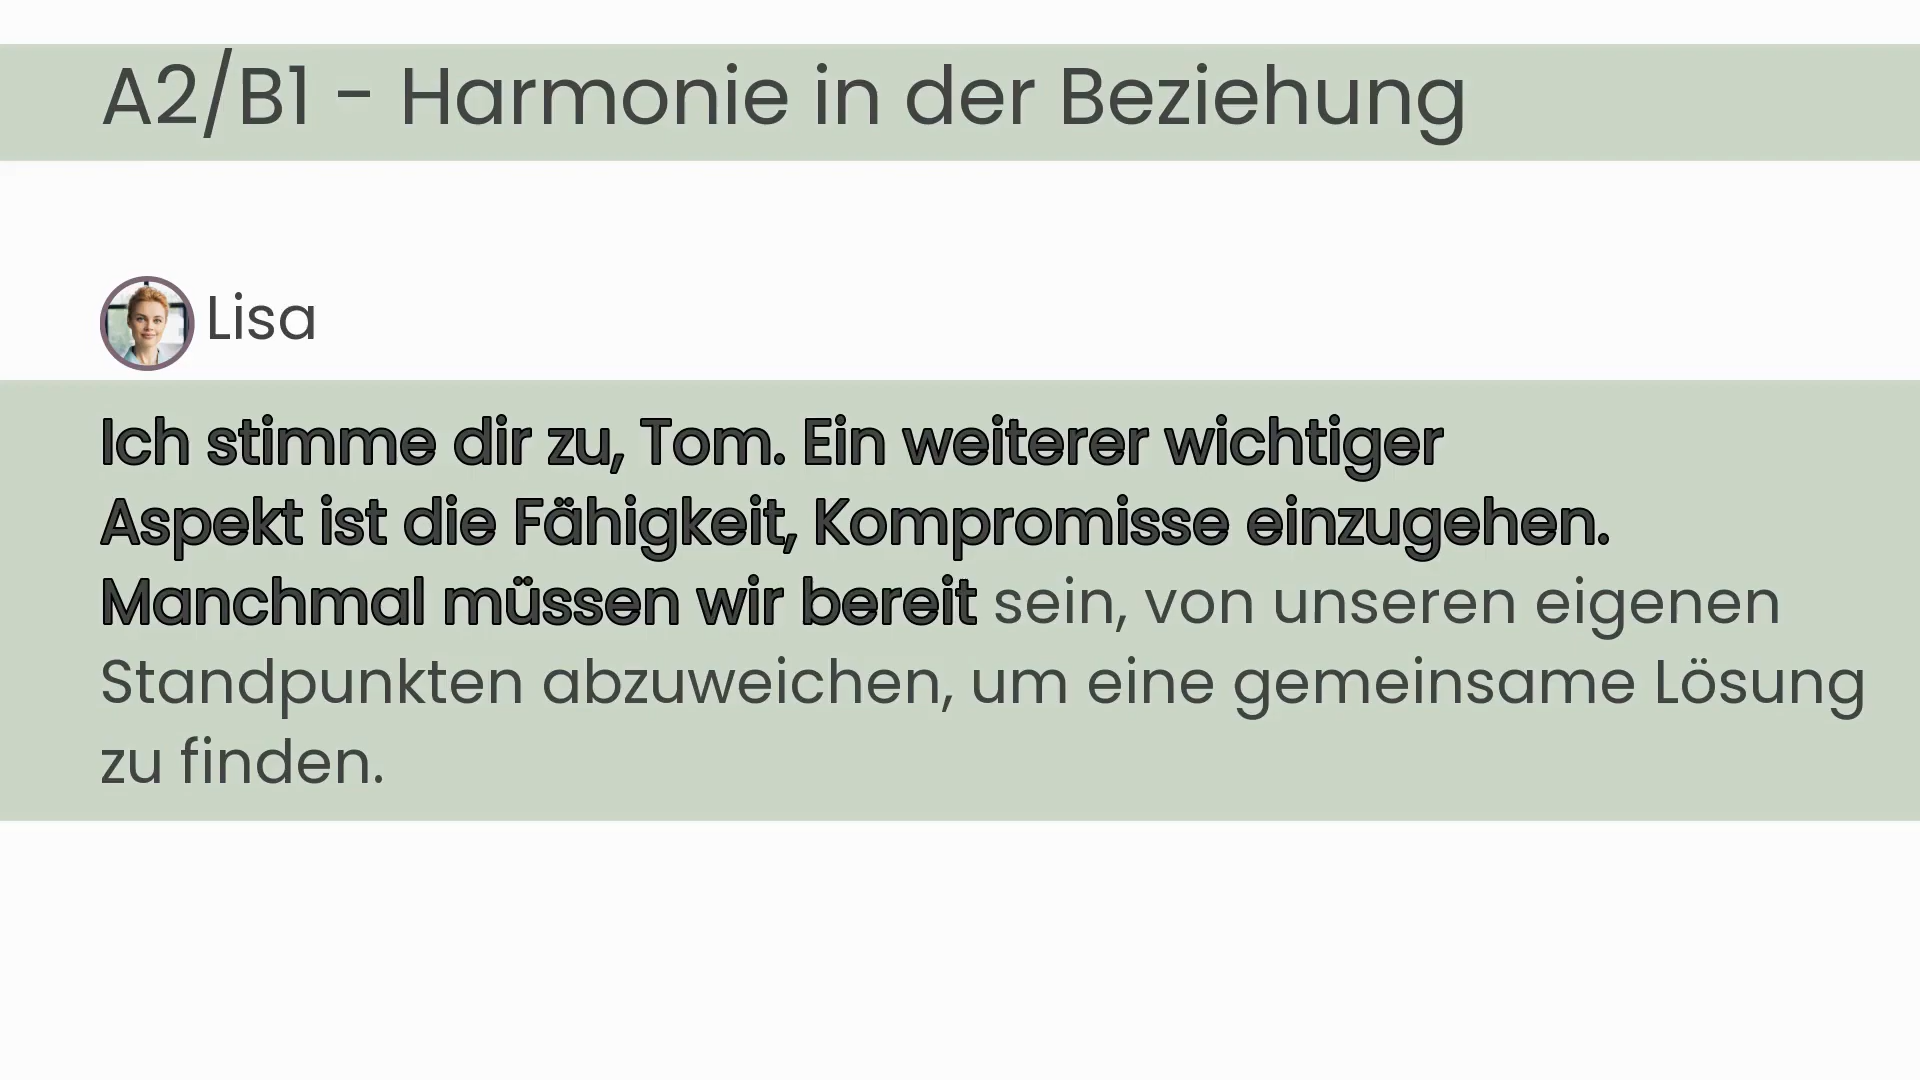 A2/B1 - Harmonie in der Beziehung
Lisa
Ich stimme dir zu, Tom. Ein weiterer wichtiger
Aspekt ist die Fähigkeit, Kompromisse einzugehen.
Manchmal müssen wir bereit sein, von unseren eigenen
Standpunkten abzuweichen, um eine gemeinsame Lösung
zu finden.